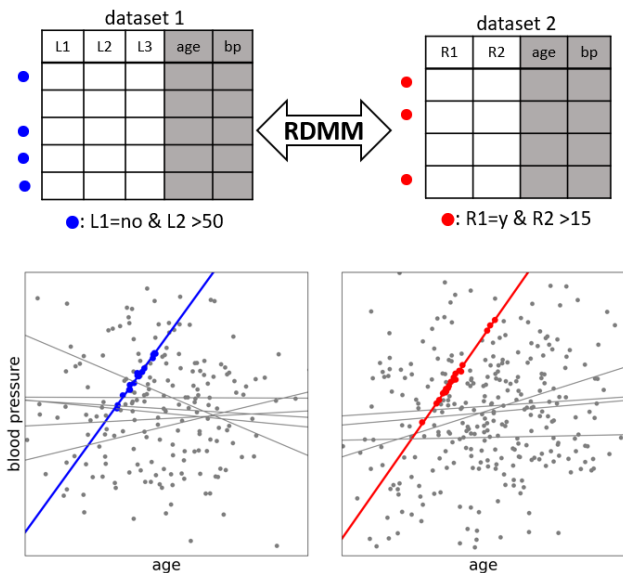 dataset 1
L1 L2 L3 age bp
L1=no & L2 >50
RDMM
dataset 2
R1 R2 age bp
R1=y & R2 >15
blood pressure
age
age